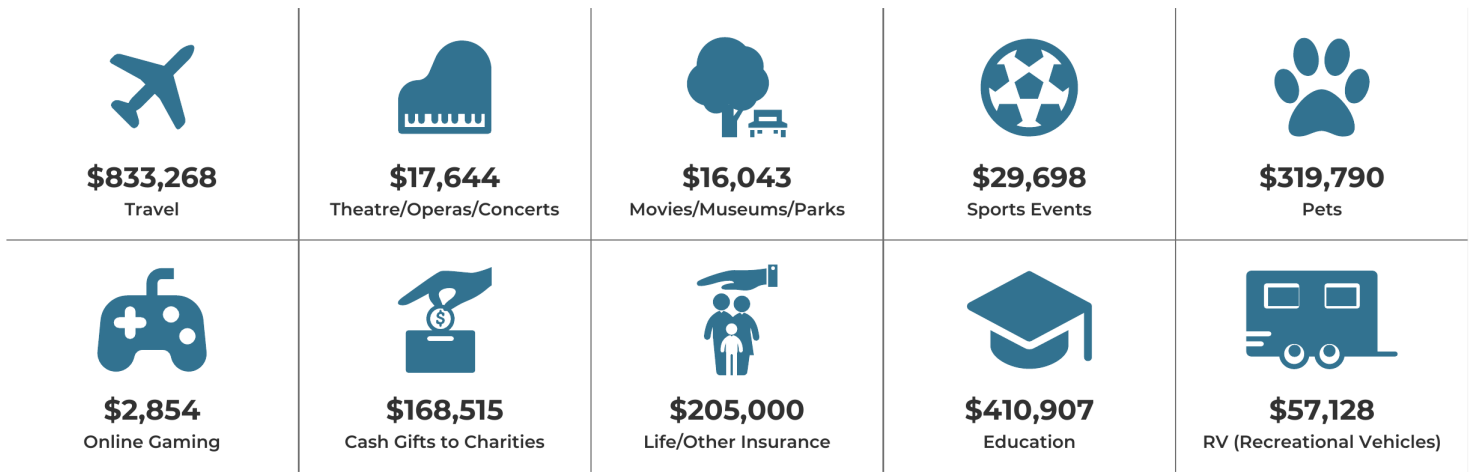 $833,268
Travel
$17,644
Theatre/Operas/Concerts
$16,043
Movies/Museums/Parks
$29,698
Sports Events
$319,790
Pets
$2,854
Online Gaming
$
$168,515
Cash Gifts to Charities
$205,000
Life/Other Insurance
$410,907
Education
$57,128
RV (Recreational Vehicles)